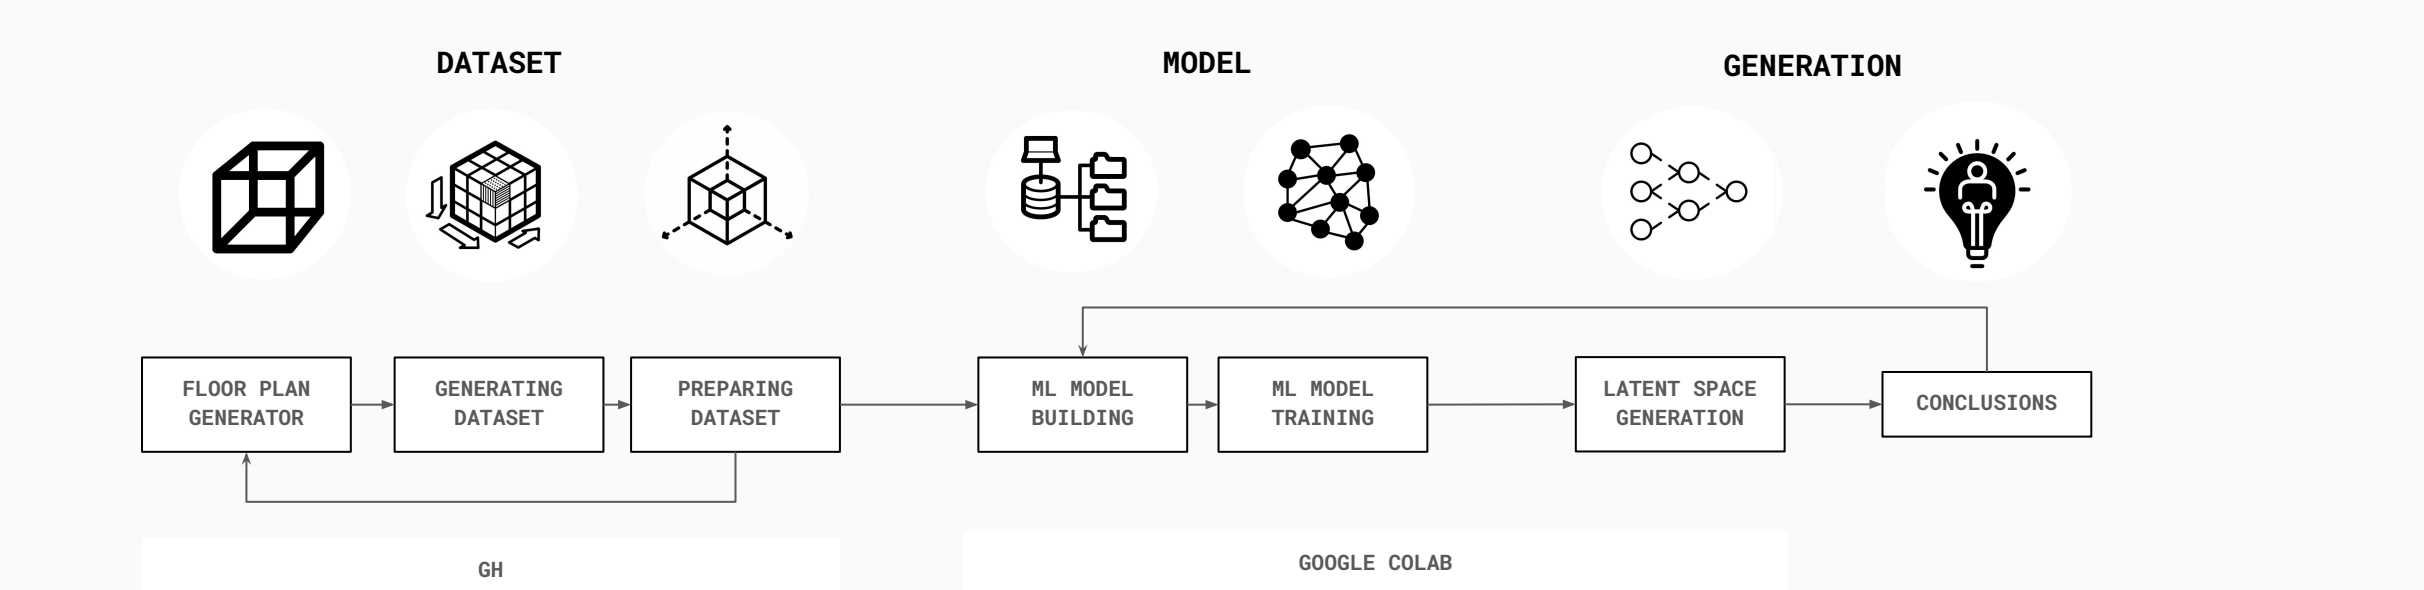 DATASET
MODEL
GENERATION
FLOOR PLAN
GENERATOR
GENERATING
DATASET
PREPARING
DATASET
ML MODEL
BUILDING
ML MODEL
TRAINING
LATENT SPACE
GENERATION
CONCLUSIONS
GH
GOOGLE COLAB